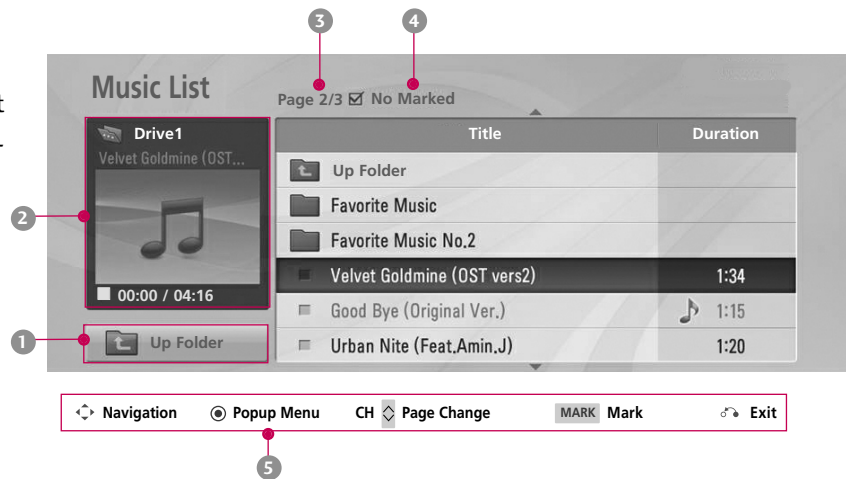 3 4
Music List
Page 2/3 No Marked
Drive1
Velvet Goldmine (OST...
00:00 / 04:16
Up Folder
Title Duration
Up Folder
Favorite Music
Favorite Music No.2
Velvet Goldmine (OST vers2) 1:34
Good Bye (Original Ver.) 1:15
Urban Nite (Feat.Amin.J) 1:20
2
1
Navigation Popup Menu CH Page Change MARK Mark Exit
5